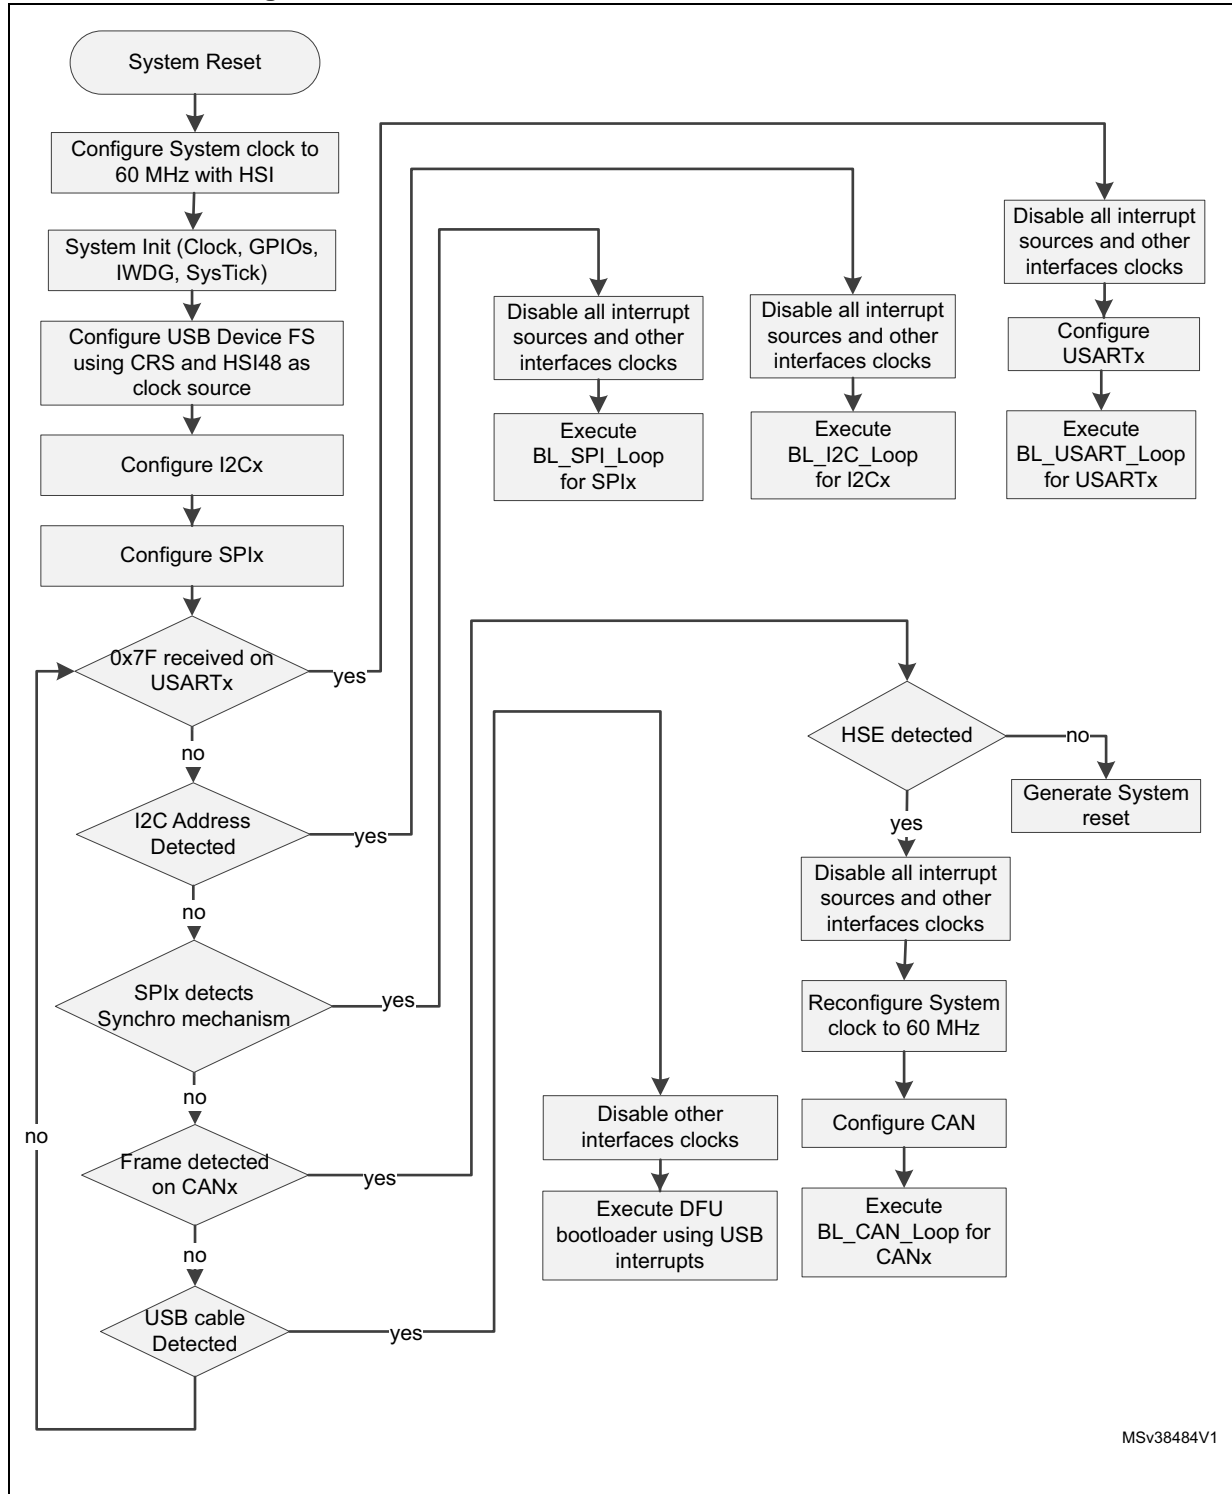 System Reset
Configure System clock to
60 MHz with HSI
System Init (Clock, GPIOs,
IWDG, SysTick)
Configure USB Device FS
using CRS and HSI48 as
clock source
Configure I2Cx
Configure SPIx
0x7F received on
USARTx
yes
no
I2C Address
Detected
yes
no
SPIx detects
Synchro mechanism
yes
no
Frame detected
on CANx
yes
no
USB cable
Detected
yes
no
Disable all interrupt
sources and other
interfaces clocks
Execute
BL_SPI_Loop
for SPIx
Disable all interrupt
sources and other
interfaces clocks
Execute
BL_I2C_Loop
for I2Cx
Disable all interrupt
sources and other
interfaces clocks
Configure
USARTx
Execute
BL_USART_Loop
for USARTx
HSE detected
no
Generate System
reset
yes
Disable all interrupt
sources and other
interfaces clocks
Reconfigure System
clock to 60 MHz
Configure CAN
Execute
BL_CAN_Loop for
CANx
Disable other
interfaces clocks
Execute DFU
bootloader using USB
interrupts
MSv38484V1